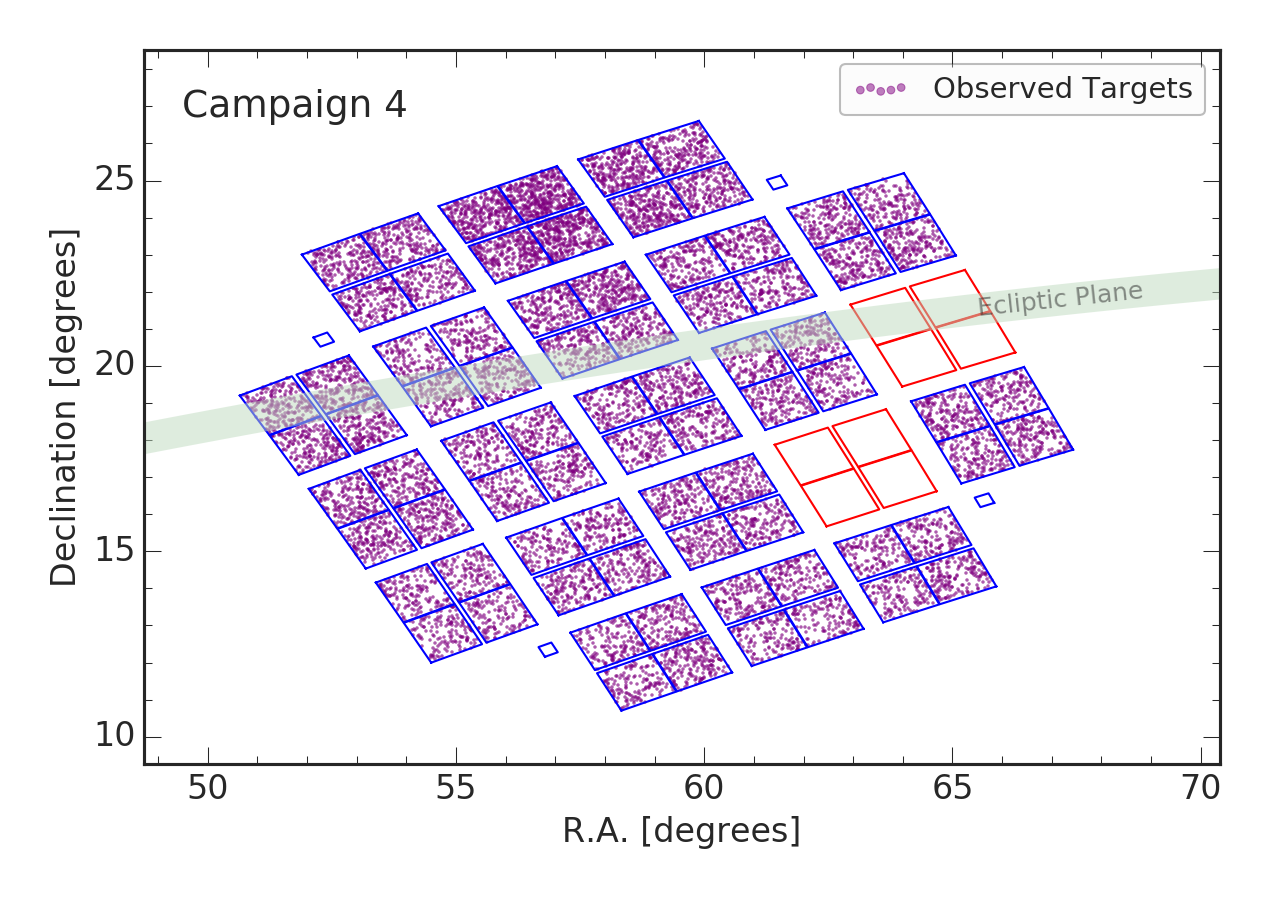 Campaign 4
Observed Targets
Ecliptic Plane
Declination [degrees]
25
20
15
10
50 55 60 65 70
R.A. [degrees]